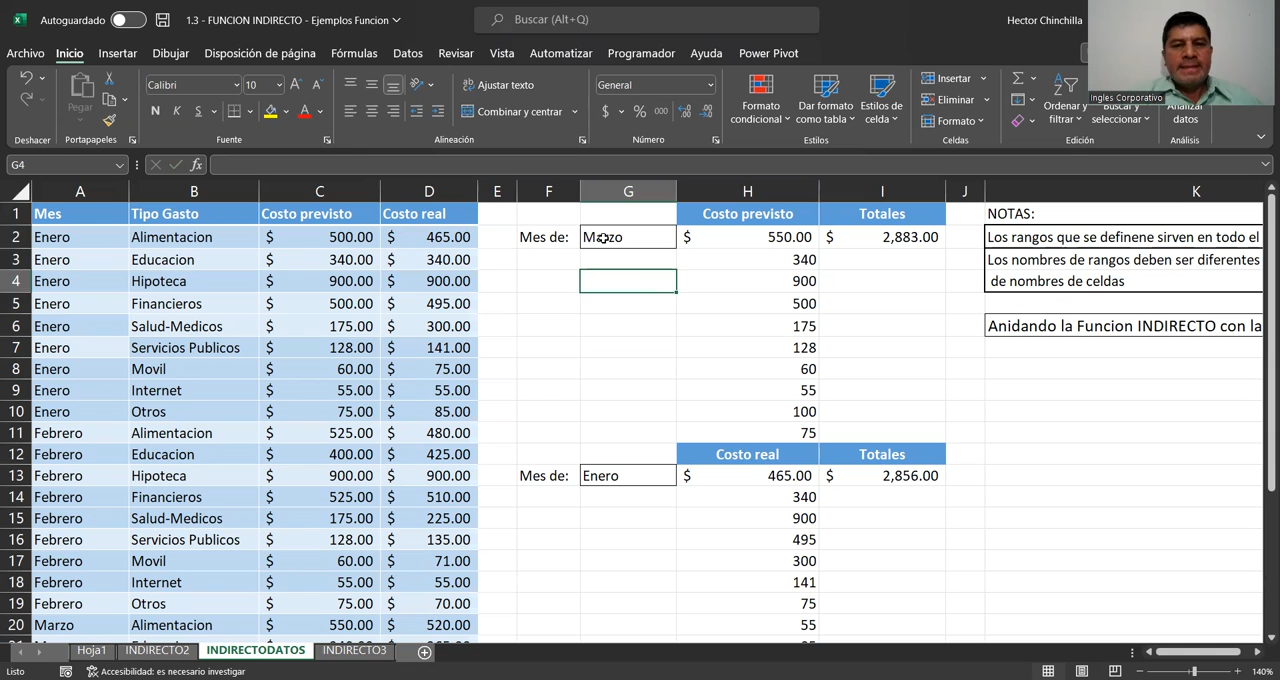 Autoguardado
1.3 - FUNCION INDIRECTO - Ejemplos Funcion
Buscar (Alt+Q)
Hector Chinchilla
Archivo Inicio Insertar Dibujar Disposición de página Fórmulas Datos Revisar Vista Automatizar Programador Ayuda Power Pivot
Ingles Corporativo
Pegar
Calibri 10
N K S
Ajustar texto
Combinar y centrar
General
$ % 000
Formato condicional
Dar formato como tabla
Estilos de celda
Insertar
Eliminar
Formato
Ordenar y filtrar
Buscar y seleccionar
Analizar datos
Deshacer Portapapeles Fuente Alineación Número Estilos Celdas Edición Análisis
G4 fx
A B C D E F G H I J K
1 Mes Tipo Gasto Costo previsto Costo real Costo previsto Totales NOTAS:
2 Enero Alimentacion $ 500.00 $ 465.00 Mes de: Marzo $ 550.00 $ 2,883.00 Los rangos que se definene sirven en todo el
3 Enero Educacion $ 340.00 $ 340.00 340 Los nombres de rangos deben ser diferentes
4 Enero Hipoteca $ 900.00 $ 900.00 900 de nombres de celdas
5 Enero Financieros $ 500.00 $ 495.00 500
6 Enero Salud-Medicos $ 175.00 $ 300.00 175 Anidando la Funcion INDIRECTO con la
7 Enero Servicios Publicos $ 128.00 $ 141.00 128
8 Enero Movil $ 60.00 $ 75.00 60
9 Enero Internet $ 55.00 $ 55.00 55
10 Enero Otros $ 75.00 $ 85.00 100
11 Febrero Alimentacion $ 525.00 $ 480.00 75
12 Febrero Educacion $ 400.00 $ 425.00 Costo real Totales
13 Febrero Hipoteca $ 900.00 $ 900.00 Mes de: Enero $ 465.00 $ 2,856.00
14 Febrero Financieros $ 525.00 $ 510.00 340
15 Febrero Salud-Medicos $ 175.00 $ 225.00 900
16 Febrero Servicios Publicos $ 128.00 $ 135.00 495
17 Febrero Movil $ 60.00 $ 71.00 300
18 Febrero Internet $ 55.00 $ 55.00 141
19 Febrero Otros $ 75.00 $ 70.00 75
20 Marzo Alimentacion $ 550.00 $ 520.00 55
Hoja1 INDIRECTO2 INDIRECTODATOS INDIRECTO3
Listo Accesibilidad: es necesario investigar 140%